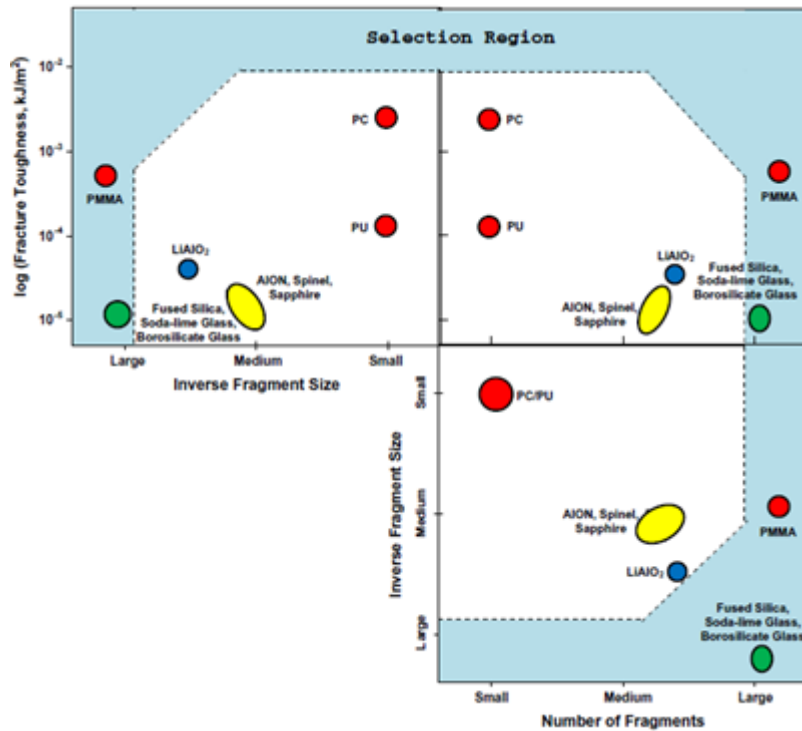 Selection Region
log (Fracture Toughness, kJ/m²)
10⁻²
10⁻³
10⁻⁴
10⁻⁵
PC
PMMA
PU
LiAlO₂
AlON, Spinel,
Sapphire
Fused Silica,
Soda-lime Glass,
Borosilicate Glass
Large
Medium
Small
Inverse Fragment Size
PC
PMMA
PU
LiAlO₂
Fused Silica,
Soda-lime Glass,
Borosilicate Glass
AlON, Spinel,
Sapphire
Inverse Fragment Size
Small
Medium
Large
PC/PU
AlON, Spinel,
Sapphire
PMMA
LiAlO₂
Fused Silica,
Soda-lime Glass,
Borosilicate Glass
Small
Medium
Large
Number of Fragments